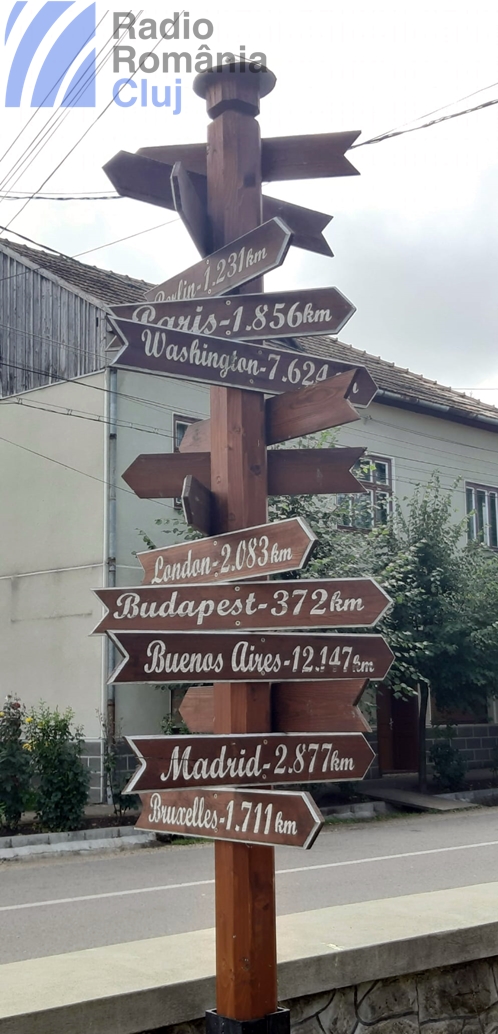 Radio
România
Cluj
Berlin-1.231km
Paris-1.856km
Washington-7.624
London-2.083km
Budapest-372km
Buenos Aires-12.147km
Madrid-2.877km
Bruxelles-1.711km